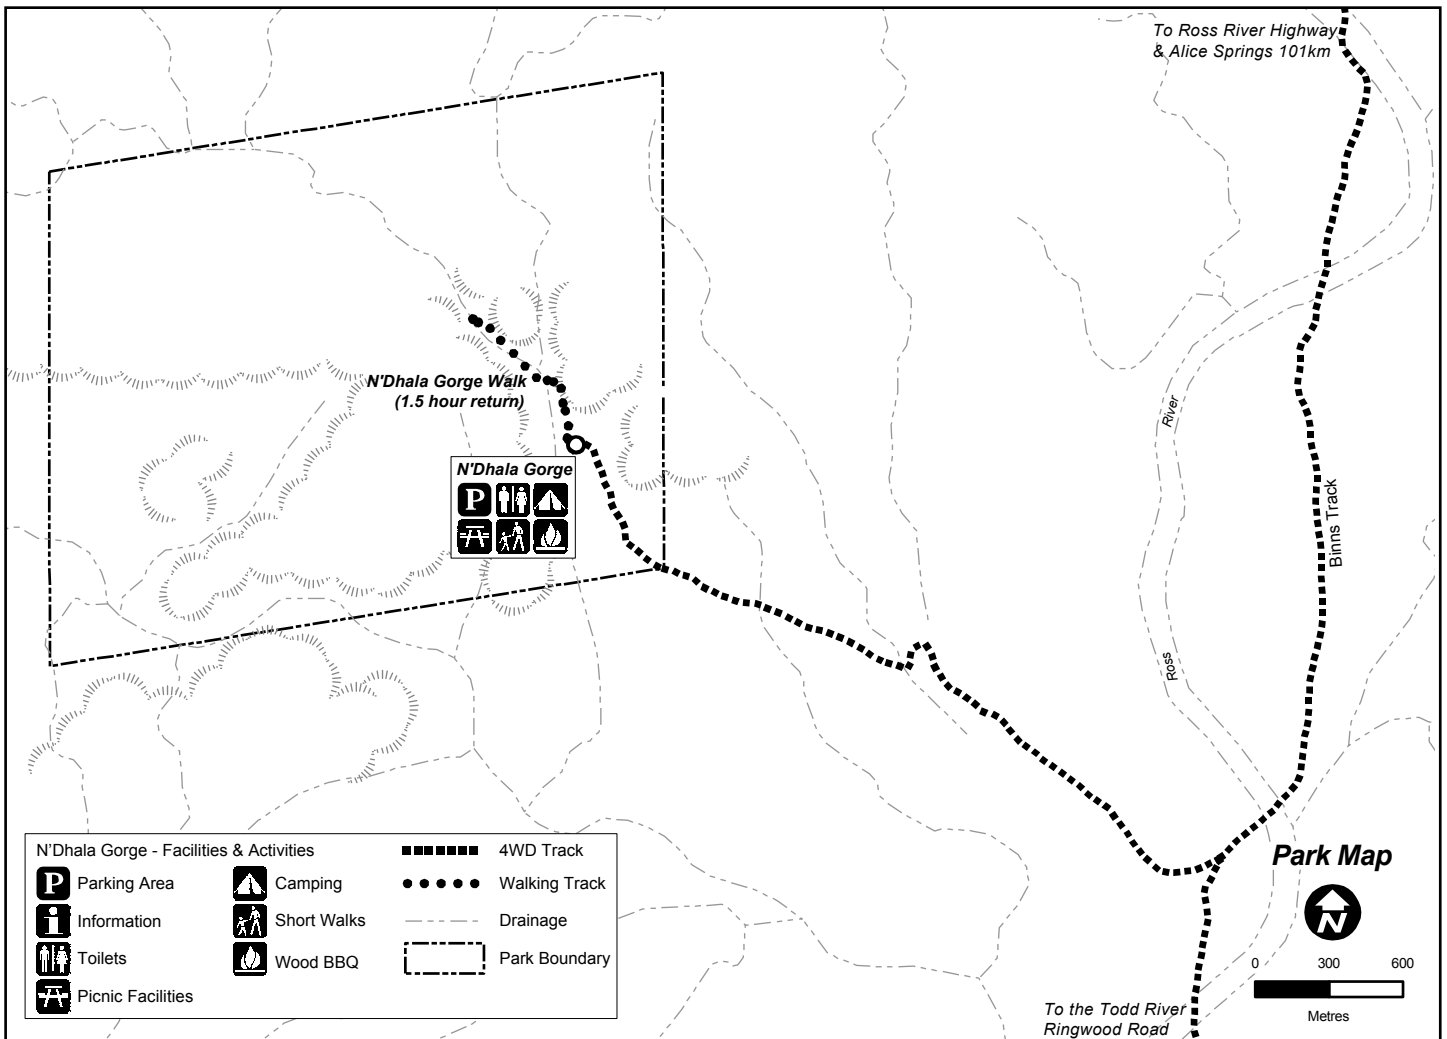 To Ross River Highway
& Alice Springs 101km
N'Dhala Gorge Walk
(1.5 hour return)
River
N'Dhala Gorge
P
Binns Track
Ross
N'Dhala Gorge - Facilities & Activities
P Parking Area
i Information
Toilets
Picnic Facilities
Camping
Short Walks
Wood BBQ
4WD Track
Walking Track
Drainage
Park Boundary
Park Map
N
0 300 600
Metres
To the Todd River
Ringwood Road